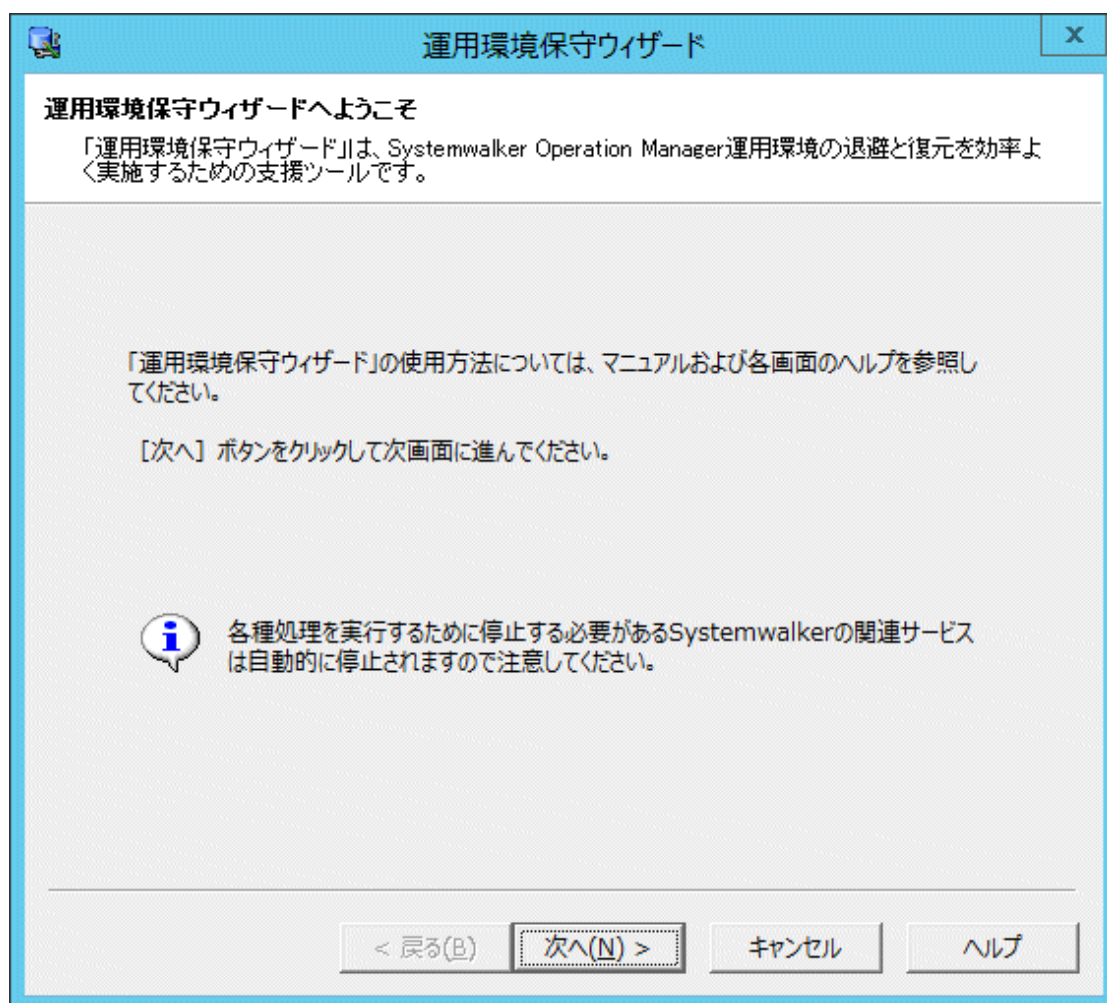 運用環境保守ウィザード
x
運用環境保守ウィザードへようこそ
「運用環境保守ウィザード」は、Systemwalker Operation Manager運用環境の退避と復元を効率よ
く実施するための支援ツールです。
「運用環境保守ウィザード」の使用方法については、マニュアルおよび各画面のヘルプを参照し
てください。
［次へ］ボタンをクリックして次画面に進んでください。
各種処理を実行するために停止する必要があるSystemwalkerの関連サービス
は自動的に停止されますので注意してください。
< 戻る(B) 次へ(N) > キャンセル ヘルプ